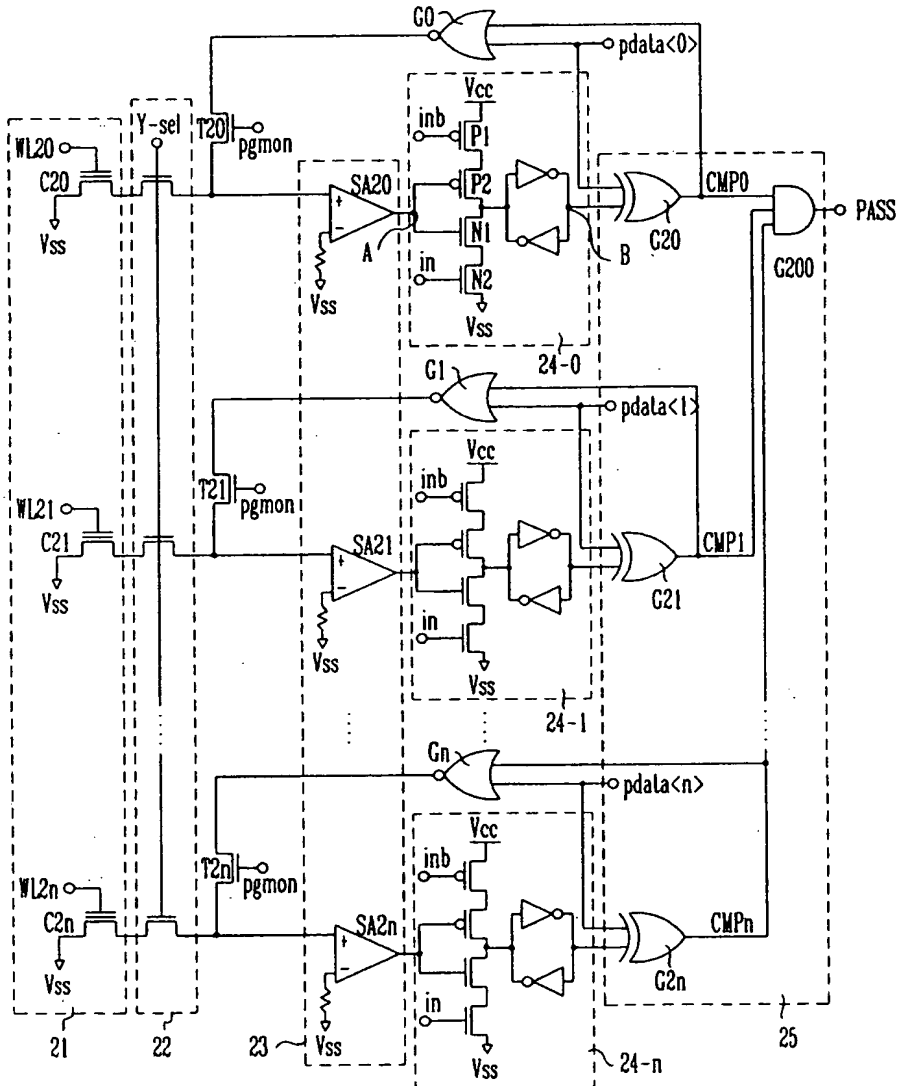 G0
pdata<0>
Vcc
Y-sel
inb
P1
T20
pgmon
WL20
C20
SA20
P2
CMP0
PASS
+
−
A
N1
B
G20
G200
Vss
in
N2
Vss
Vss
24-0
G1
pdata<1>
Vcc
inb
T21
pgmon
WL21
C21
SA21
CMP1
+
−
G21
Vss
in
Vss
Vss
24-1
Gn
pdata<n>
Vcc
inb
T2n
pgmon
WL2n
C2n
SA2n
CMPn
+
−
G2n
Vss
in
Vss
Vss
21
22
23
24-n
25